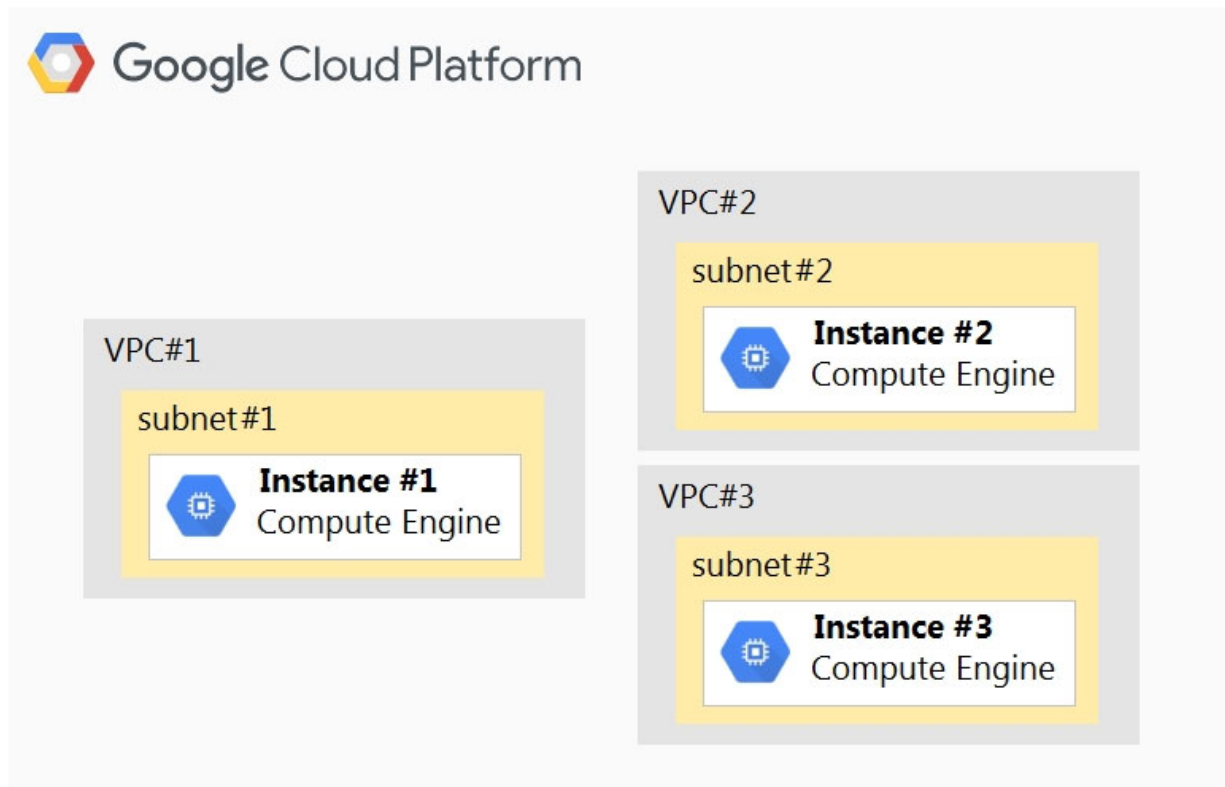 Google Cloud Platform
VPC#1
subnet#1
Instance #1
Compute Engine
VPC#2
subnet#2
Instance #2
Compute Engine
VPC#3
subnet#3
Instance #3
Compute Engine